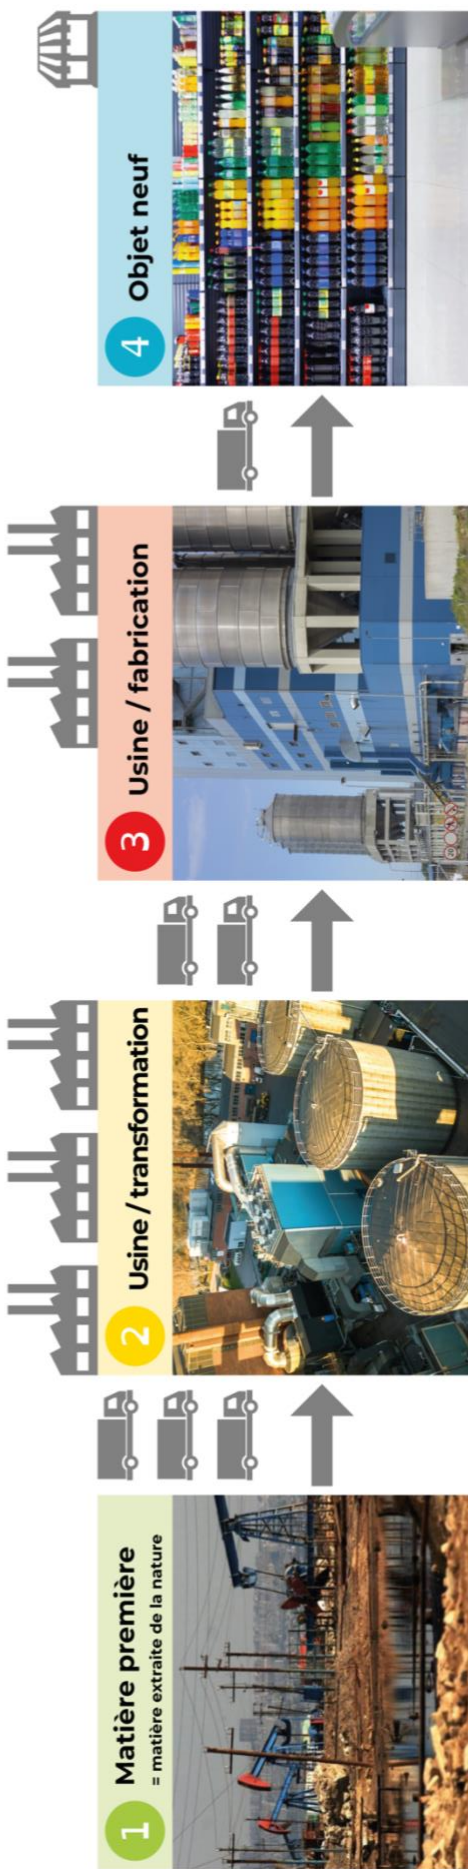 1 Matière première
= matière extraite de la nature
2 Usine / transformation
3 Usine / fabrication
4 Objet neuf